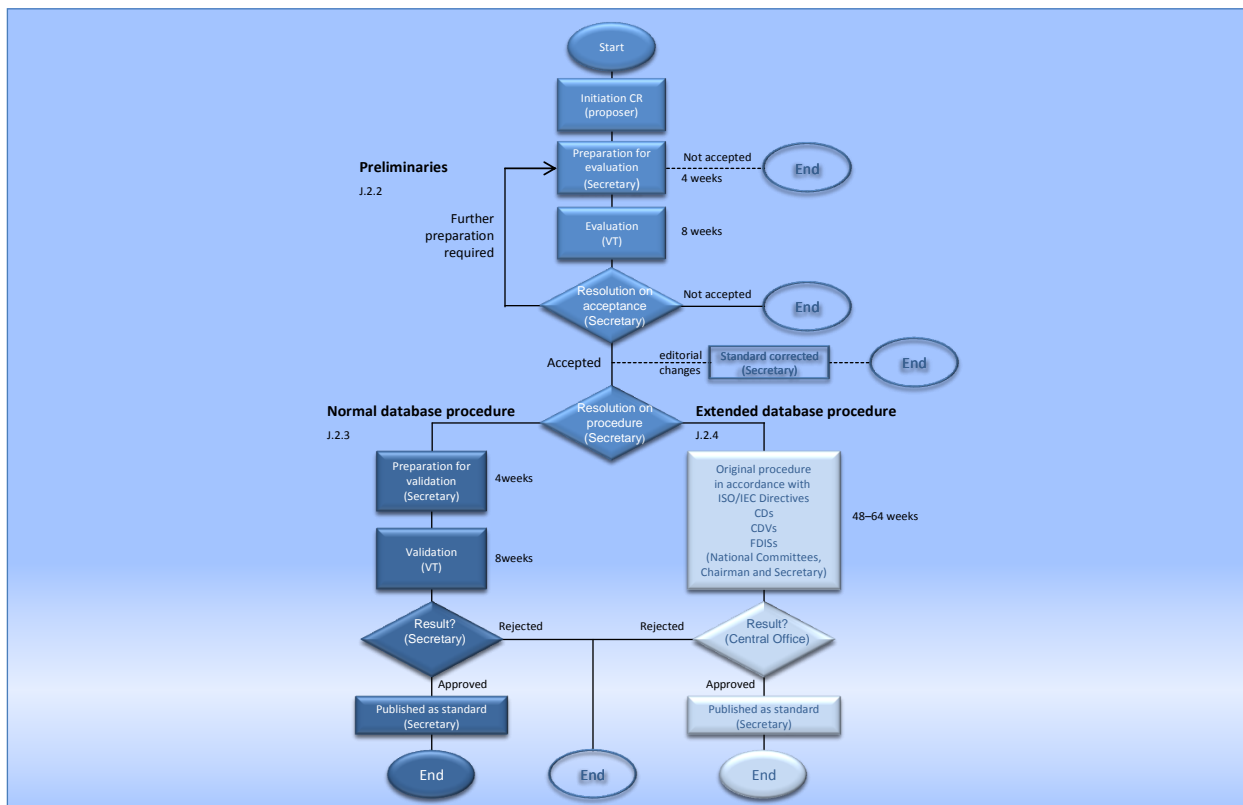 Start
Initiation CR
(proposer)
Preliminaries
J.2.2
Preparation for
evaluation
(Secretary)
Not accepted
4 weeks
End
Further
preparation
required
Evaluation
(VT)
8 weeks
Resolution on
acceptance
(Secretary)
Not accepted
End
Accepted
editorial
changes
Standard corrected
(Secretary)
End
Resolution on
procedure
(Secretary)
Normal database procedure
J.2.3
Preparation for
validation
(Secretary)
4weeks
Validation
(VT)
8weeks
Result?
(Secretary)
Rejected
Approved
Published as standard
(Secretary)
End
Extended database procedure
J.2.4
Original procedure
in accordance with
ISO/IEC Directives
CDs
CDVs
FDISs
(National Committees,
Chairman and Secretary)
48–64 weeks
Result?
(Central Office)
Rejected
Approved
Published as standard
(Secretary)
End
End